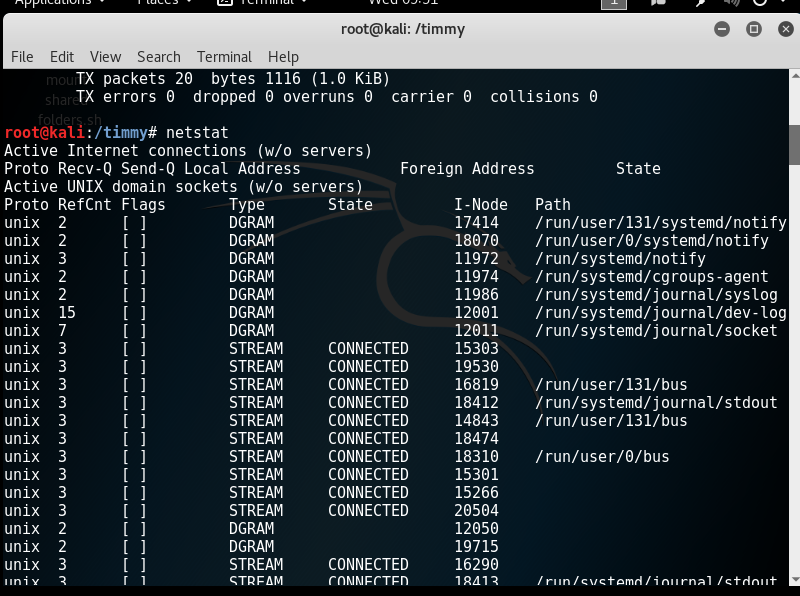 Applications Places Terminal Wed 05:51 1
root@kali: /timmy
File Edit View Search Terminal Help
TX packets 20 bytes 1116 (1.0 KiB)
TX errors 0 dropped 0 overruns 0 carrier 0 collisions 0
folders.sh
root@kali:/timmy# netstat
Active Internet connections (w/o servers)
Proto Recv-Q Send-Q Local Address Foreign Address State
Active UNIX domain sockets (w/o servers)
Proto RefCnt Flags Type State I-Node Path
unix 2 [ ] DGRAM 17414 /run/user/131/systemd/notify
unix 2 [ ] DGRAM 18070 /run/user/0/systemd/notify
unix 3 [ ] DGRAM 11972 /run/systemd/notify
unix 2 [ ] DGRAM 11974 /run/systemd/cgroups-agent
unix 2 [ ] DGRAM 11986 /run/systemd/journal/syslog
unix 15 [ ] DGRAM 12001 /run/systemd/journal/dev-log
unix 7 [ ] DGRAM 12011 /run/systemd/journal/socket
unix 3 [ ] STREAM CONNECTED 15303
unix 3 [ ] STREAM CONNECTED 19530
unix 3 [ ] STREAM CONNECTED 16819 /run/user/131/bus
unix 3 [ ] STREAM CONNECTED 18412 /run/systemd/journal/stdout
unix 3 [ ] STREAM CONNECTED 14843 /run/user/131/bus
unix 3 [ ] STREAM CONNECTED 18474
unix 3 [ ] STREAM CONNECTED 18310 /run/user/0/bus
unix 3 [ ] STREAM CONNECTED 15301
unix 3 [ ] STREAM CONNECTED 15266
unix 3 [ ] STREAM CONNECTED 20504
unix 2 [ ] DGRAM 12050
unix 2 [ ] DGRAM 19715
unix 3 [ ] STREAM CONNECTED 16290
unix 3 [ ] STREAM CONNECTED 18413 /run/systemd/journal/stdout